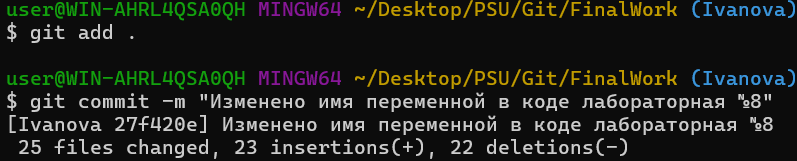 user@WIN-AHRL4QSA0QH MINGW64 ~/Desktop/PSU/Git/FinalWork (Ivanova)
$ git add .
user@WIN-AHRL4QSA0QH MINGW64 ~/Desktop/PSU/Git/FinalWork (Ivanova)
$ git commit -m "Изменено имя переменной в коде лабораторная №8"
[Ivanova 27f420e] Изменено имя переменной в коде лабораторная №8
 25 files changed, 23 insertions(+), 22 deletions(-)